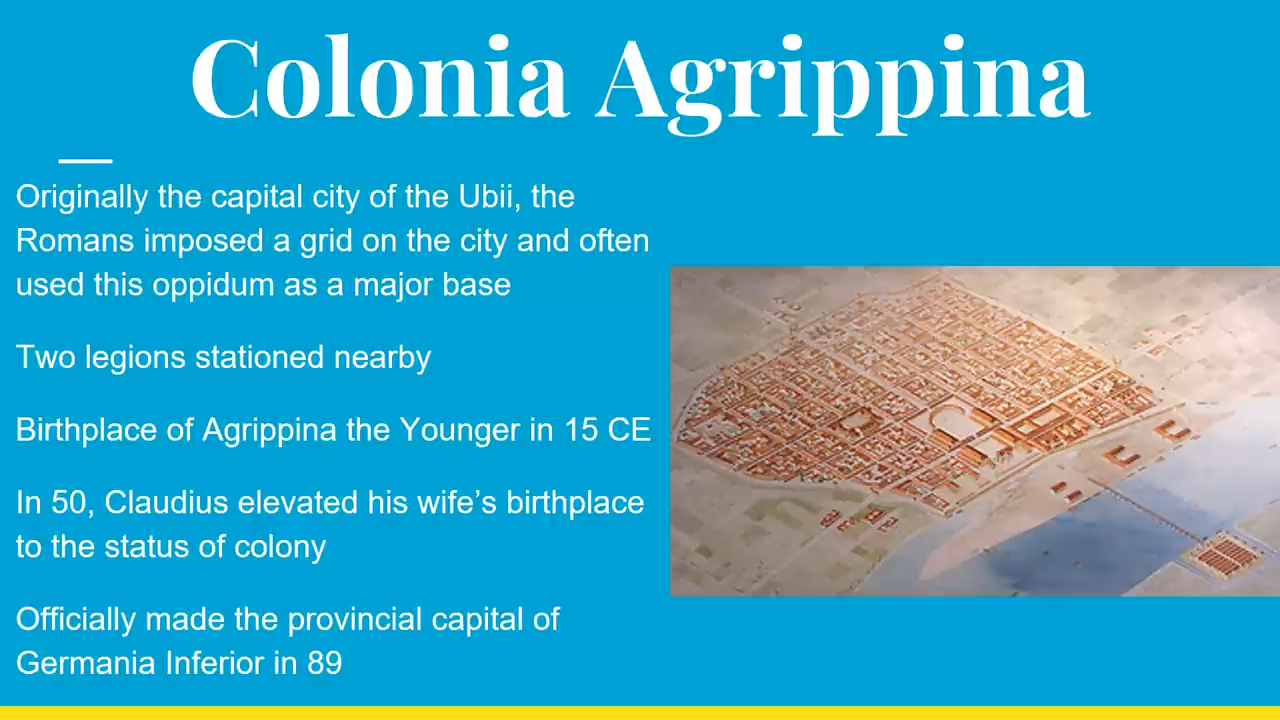 Colonia Agrippina
Originally the capital city of the Ubii, the
Romans imposed a grid on the city and often
used this oppidum as a major base
Two legions stationed nearby
Birthplace of Agrippina the Younger in 15 CE
In 50, Claudius elevated his wife’s birthplace
to the status of colony
Officially made the provincial capital of
Germania Inferior in 89